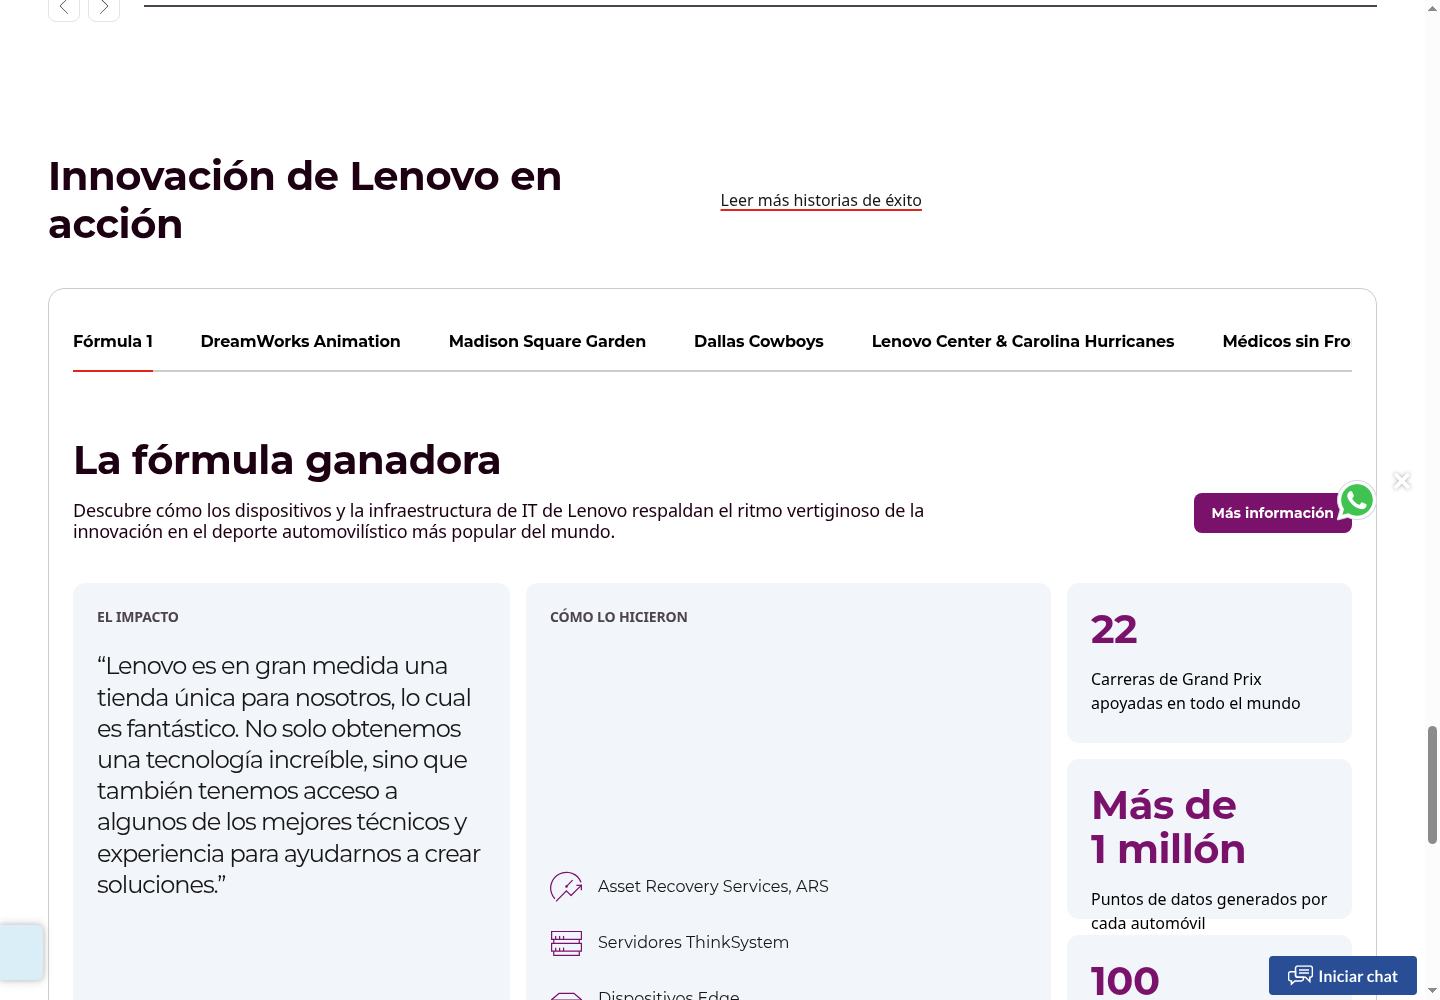 Innovación de Lenovo en
acción
Leer más historias de éxito
Fórmula 1
DreamWorks Animation
Madison Square Garden
Dallas Cowboys
Lenovo Center & Carolina Hurricanes
Médicos sin Fro
La fórmula ganadora
Descubre cómo los dispositivos y la infraestructura de IT de Lenovo respaldan el ritmo vertiginoso de la
innovación en el deporte automovilístico más popular del mundo.
Más información
EL IMPACTO
“Lenovo es en gran medida una
tienda única para nosotros, lo cual
es fantástico. No solo obtenemos
una tecnología increíble, sino que
también tenemos acceso a
algunos de los mejores técnicos y
experiencia para ayudarnos a crear
soluciones.”
CÓMO LO HICIERON
Asset Recovery Services, ARS
Servidores ThinkSystem
Dispositivos Edge
22
Carreras de Grand Prix
apoyadas en todo el mundo
Más de
1 millón
Puntos de datos generados por
cada automóvil
100
Iniciar chat